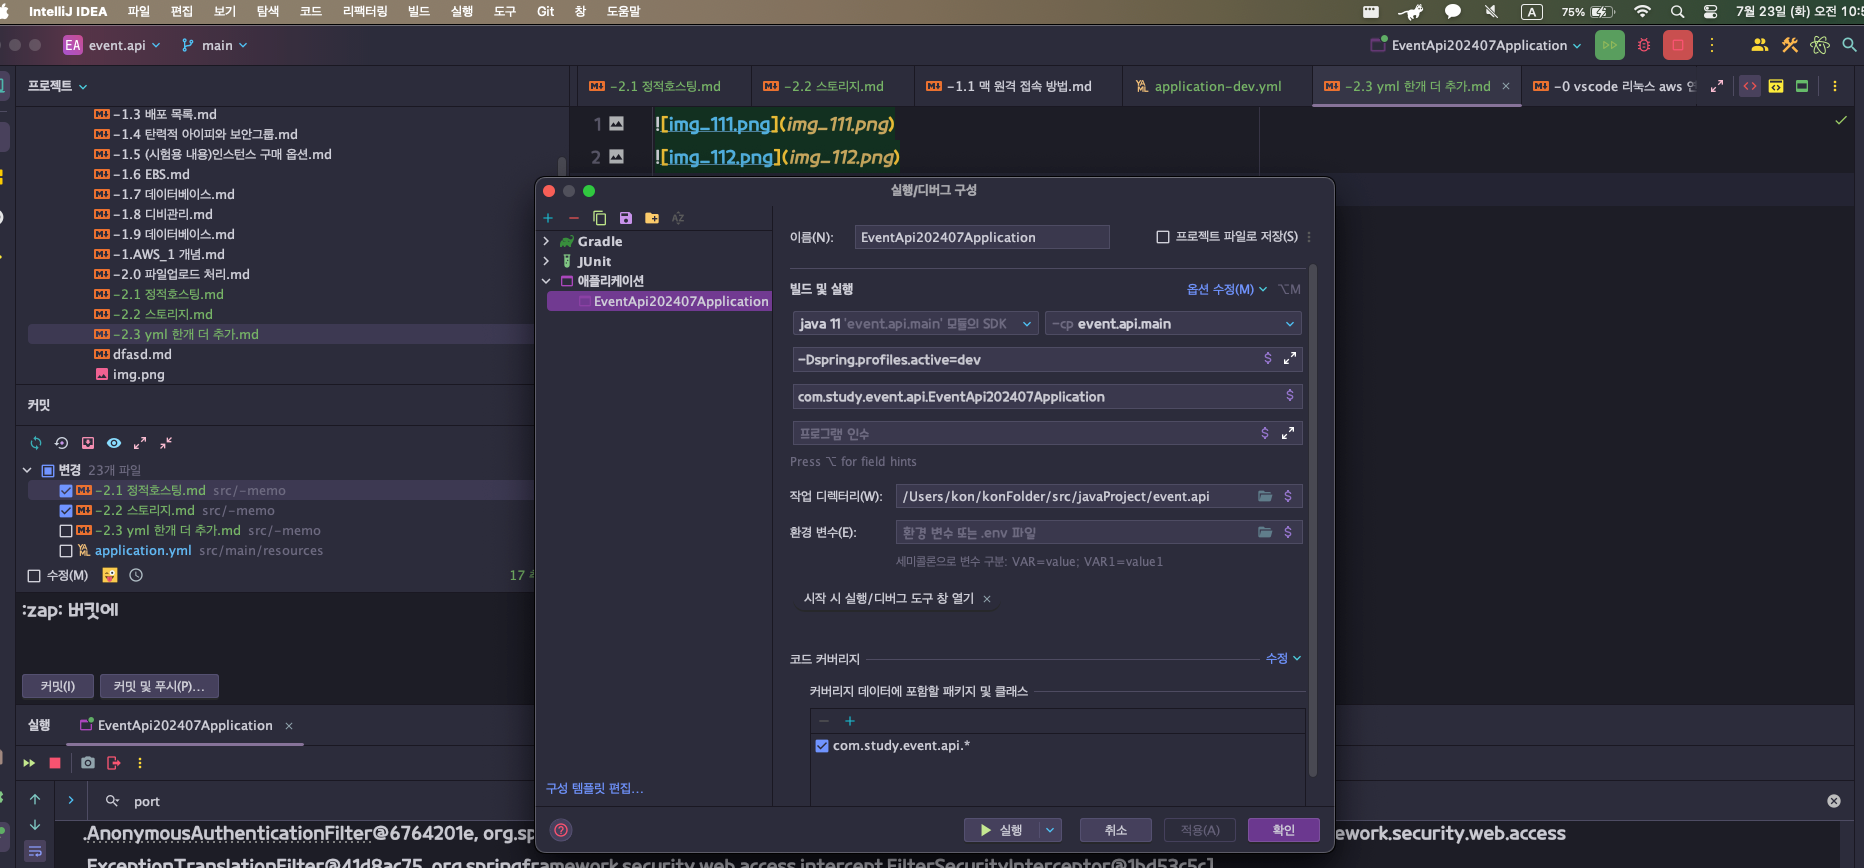 IntelliJ IDEA 파일 편집 보기 탐색 코드 리팩터링 빌드 실행 도구 Git 창 도움말 A 75% 7월 23일 (화) 오전 10:5
EA event.api main EventApi202407Application
프로젝트
-2.1 정적호스팅.md -2.2 스토리지.md -1.1 맥 원격 접속 방법.md application-dev.yml -2.3 yml 한개 더 추가.md × -0 vscode 리눅스 aws
-1.3 배포 목록.md
-1.4 탄력적 아이피와 보안그룹.md
-1.5 (시험용 내용)인스턴스 구매 옵션.md
-1.6 EBS.md
-1.7 데이터베이스.md
-1.8 디비관리.md
-1.9 데이터베이스.md
-1.AWS_1 개념.md
-2.0 파일업로드 처리.md
-2.1 정적호스팅.md
-2.2 스토리지.md
-2.3 yml 한개 더 추가.md
dfasd.md
img.png
1 ![img_111.png](img_111.png)
2 ![img_112.png](img_112.png)
커밋
변경 23개 파일
-2.1 정적호스팅.md src/-memo
-2.2 스토리지.md src/-memo
-2.3 yml 한개 더 추가.md src/-memo
application.yml src/main/resources
수정(M) 17
:zap: 버킷에
커밋(I) 커밋 및 푸시(P)...
실행/디버그 구성
Gradle
JUnit
애플리케이션
EventApi202407Application
구성 템플릿 편집...
이름(N): EventApi202407Application 프로젝트 파일로 저장(S)
빌드 및 실행 옵션 수정(M) ⌥M
java 11 'event.api.main' 모듈의 SDK -cp event.api.main
-Dspring.profiles.active=dev
com.study.event.api.EventApi202407Application
프로그램 인수
Press ⌥ for field hints
작업 디렉터리(W): /Users/kon/konFolder/src/javaProject/event.api
환경 변수(E): 환경 변수 또는 .env 파일
세미콜론으로 변수 구분: VAR=value; VAR1=value1
시작 시 실행/디버그 도구 창 열기 ×
코드 커버리지 수정
커버리지 데이터에 포함할 패키지 및 클래스
com.study.event.api.*
실행 취소 적용(A) 확인
실행 EventApi202407Application ×
port
.AnonymousAuthenticationFilter@6764201e, org.sp ework.security.web.access
.ExceptionTranslationFilter@41d8ac75, org.springframework.security.web.access.intercept.FilterSecurityInterceptor@1bd53c5c]